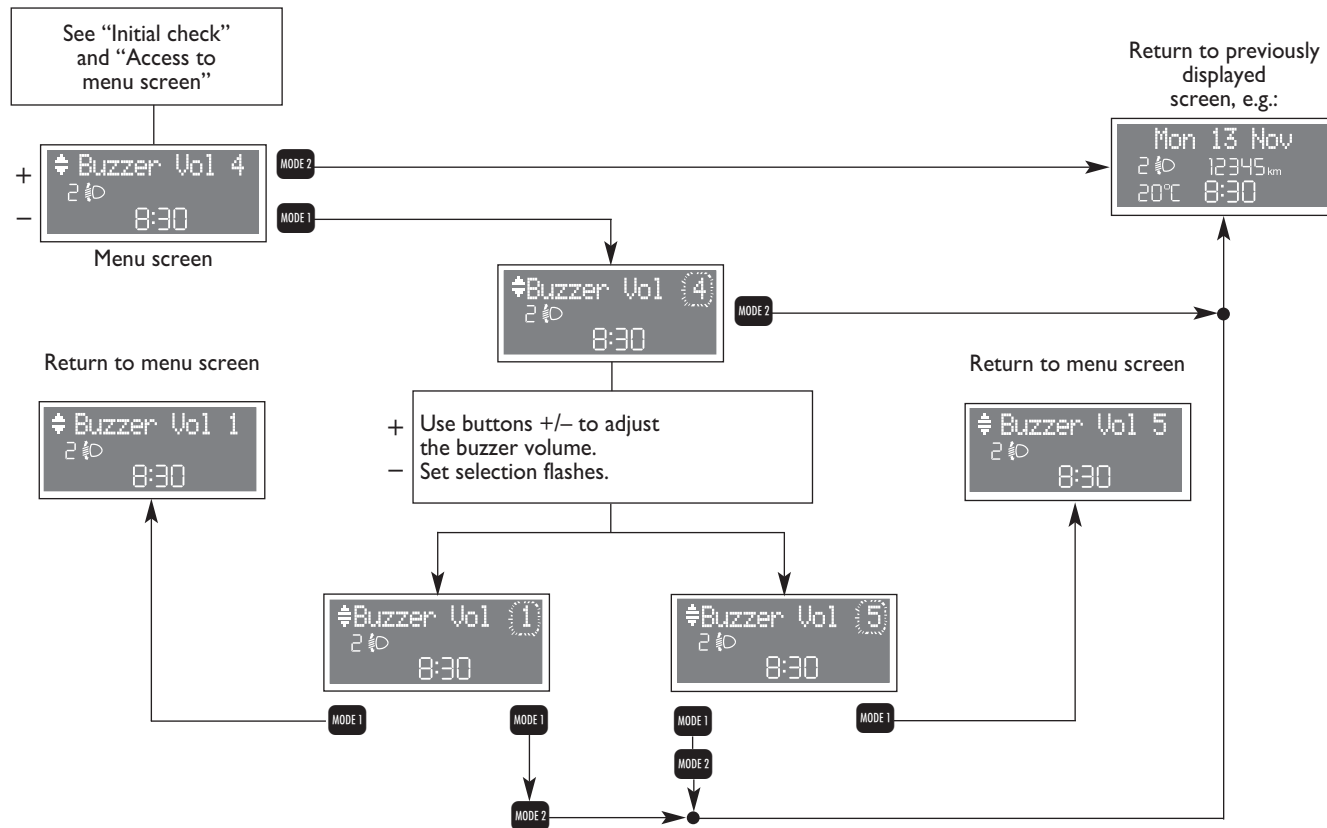 See “Initial check”
and “Access to
menu screen”
Return to previously
displayed
screen, e.g.:
+
−
Buzzer Vol 4
2
8:30
MODE 2
MODE 1
Menu screen
Mon 13 Nov
2 12345 km
20°C 8:30
Buzzer Vol 4
2
8:30
MODE 2
Return to menu screen
Buzzer Vol 1
2
8:30
+
−
Use buttons +/– to adjust
the buzzer volume.
Set selection flashes.
Return to menu screen
Buzzer Vol 5
2
8:30
Buzzer Vol 1
2
8:30
Buzzer Vol 5
2
8:30
MODE 1
MODE 1
MODE 1
MODE 1
MODE 2
MODE 2